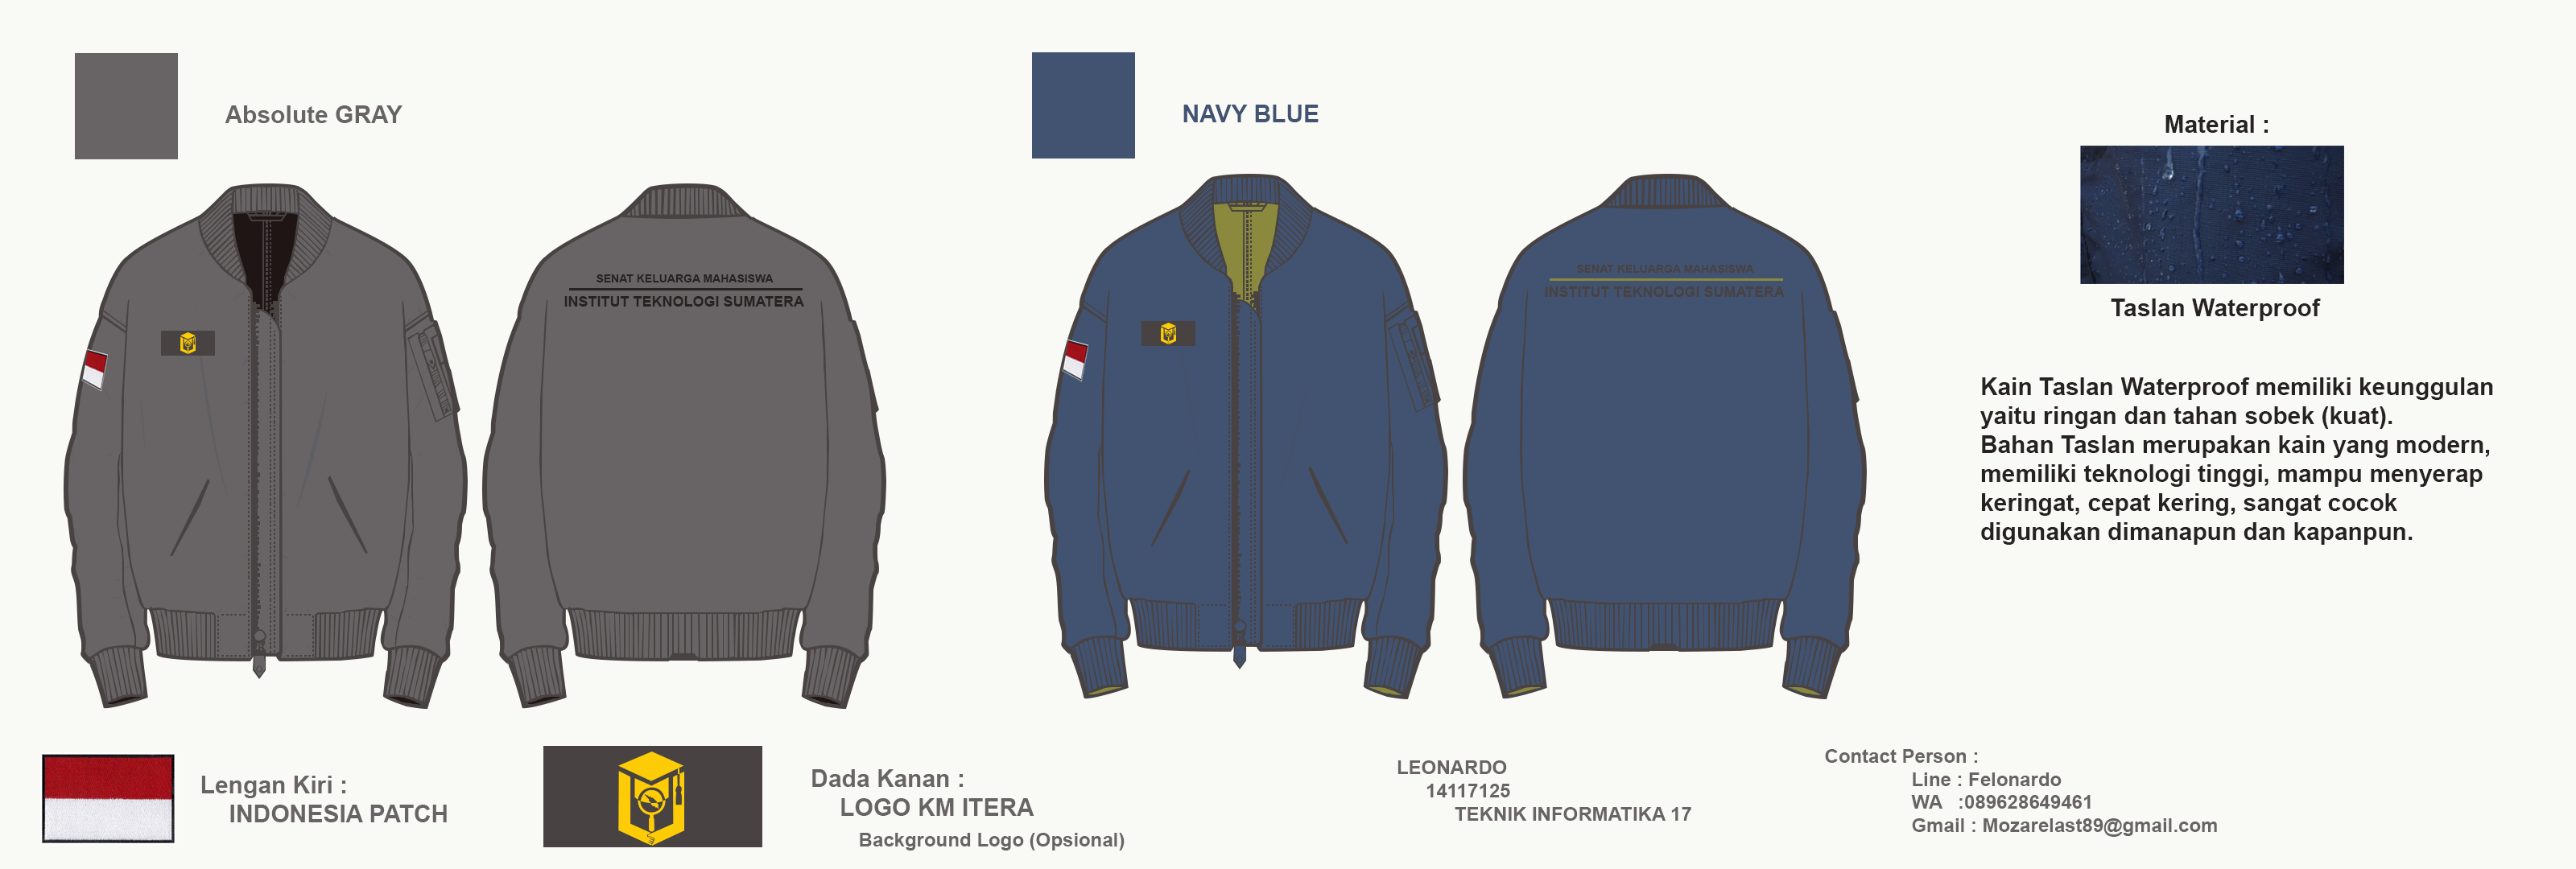 Absolute GRAY
SENAT KELUARGA MAHASISWA
INSTITUT TEKNOLOGI SUMATERA
NAVY BLUE
SENAT KELUARGA MAHASISWA
INSTITUT TEKNOLOGI SUMATERA
Material :
Taslan Waterproof
Kain Taslan Waterproof memiliki keunggulan
yaitu ringan dan tahan sobek (kuat).
Bahan Taslan merupakan kain yang modern,
memiliki teknologi tinggi, mampu menyerap
keringat, cepat kering, sangat cocok
digunakan dimanapun dan kapanpun.
Lengan Kiri :
INDONESIA PATCH
Dada Kanan :
LOGO KM ITERA
Background Logo (Opsional)
LEONARDO
14117125
TEKNIK INFORMATIKA 17
Contact Person :
Line : Felonardo
WA :089628649461
Gmail : Mozarelast89@gmail.com